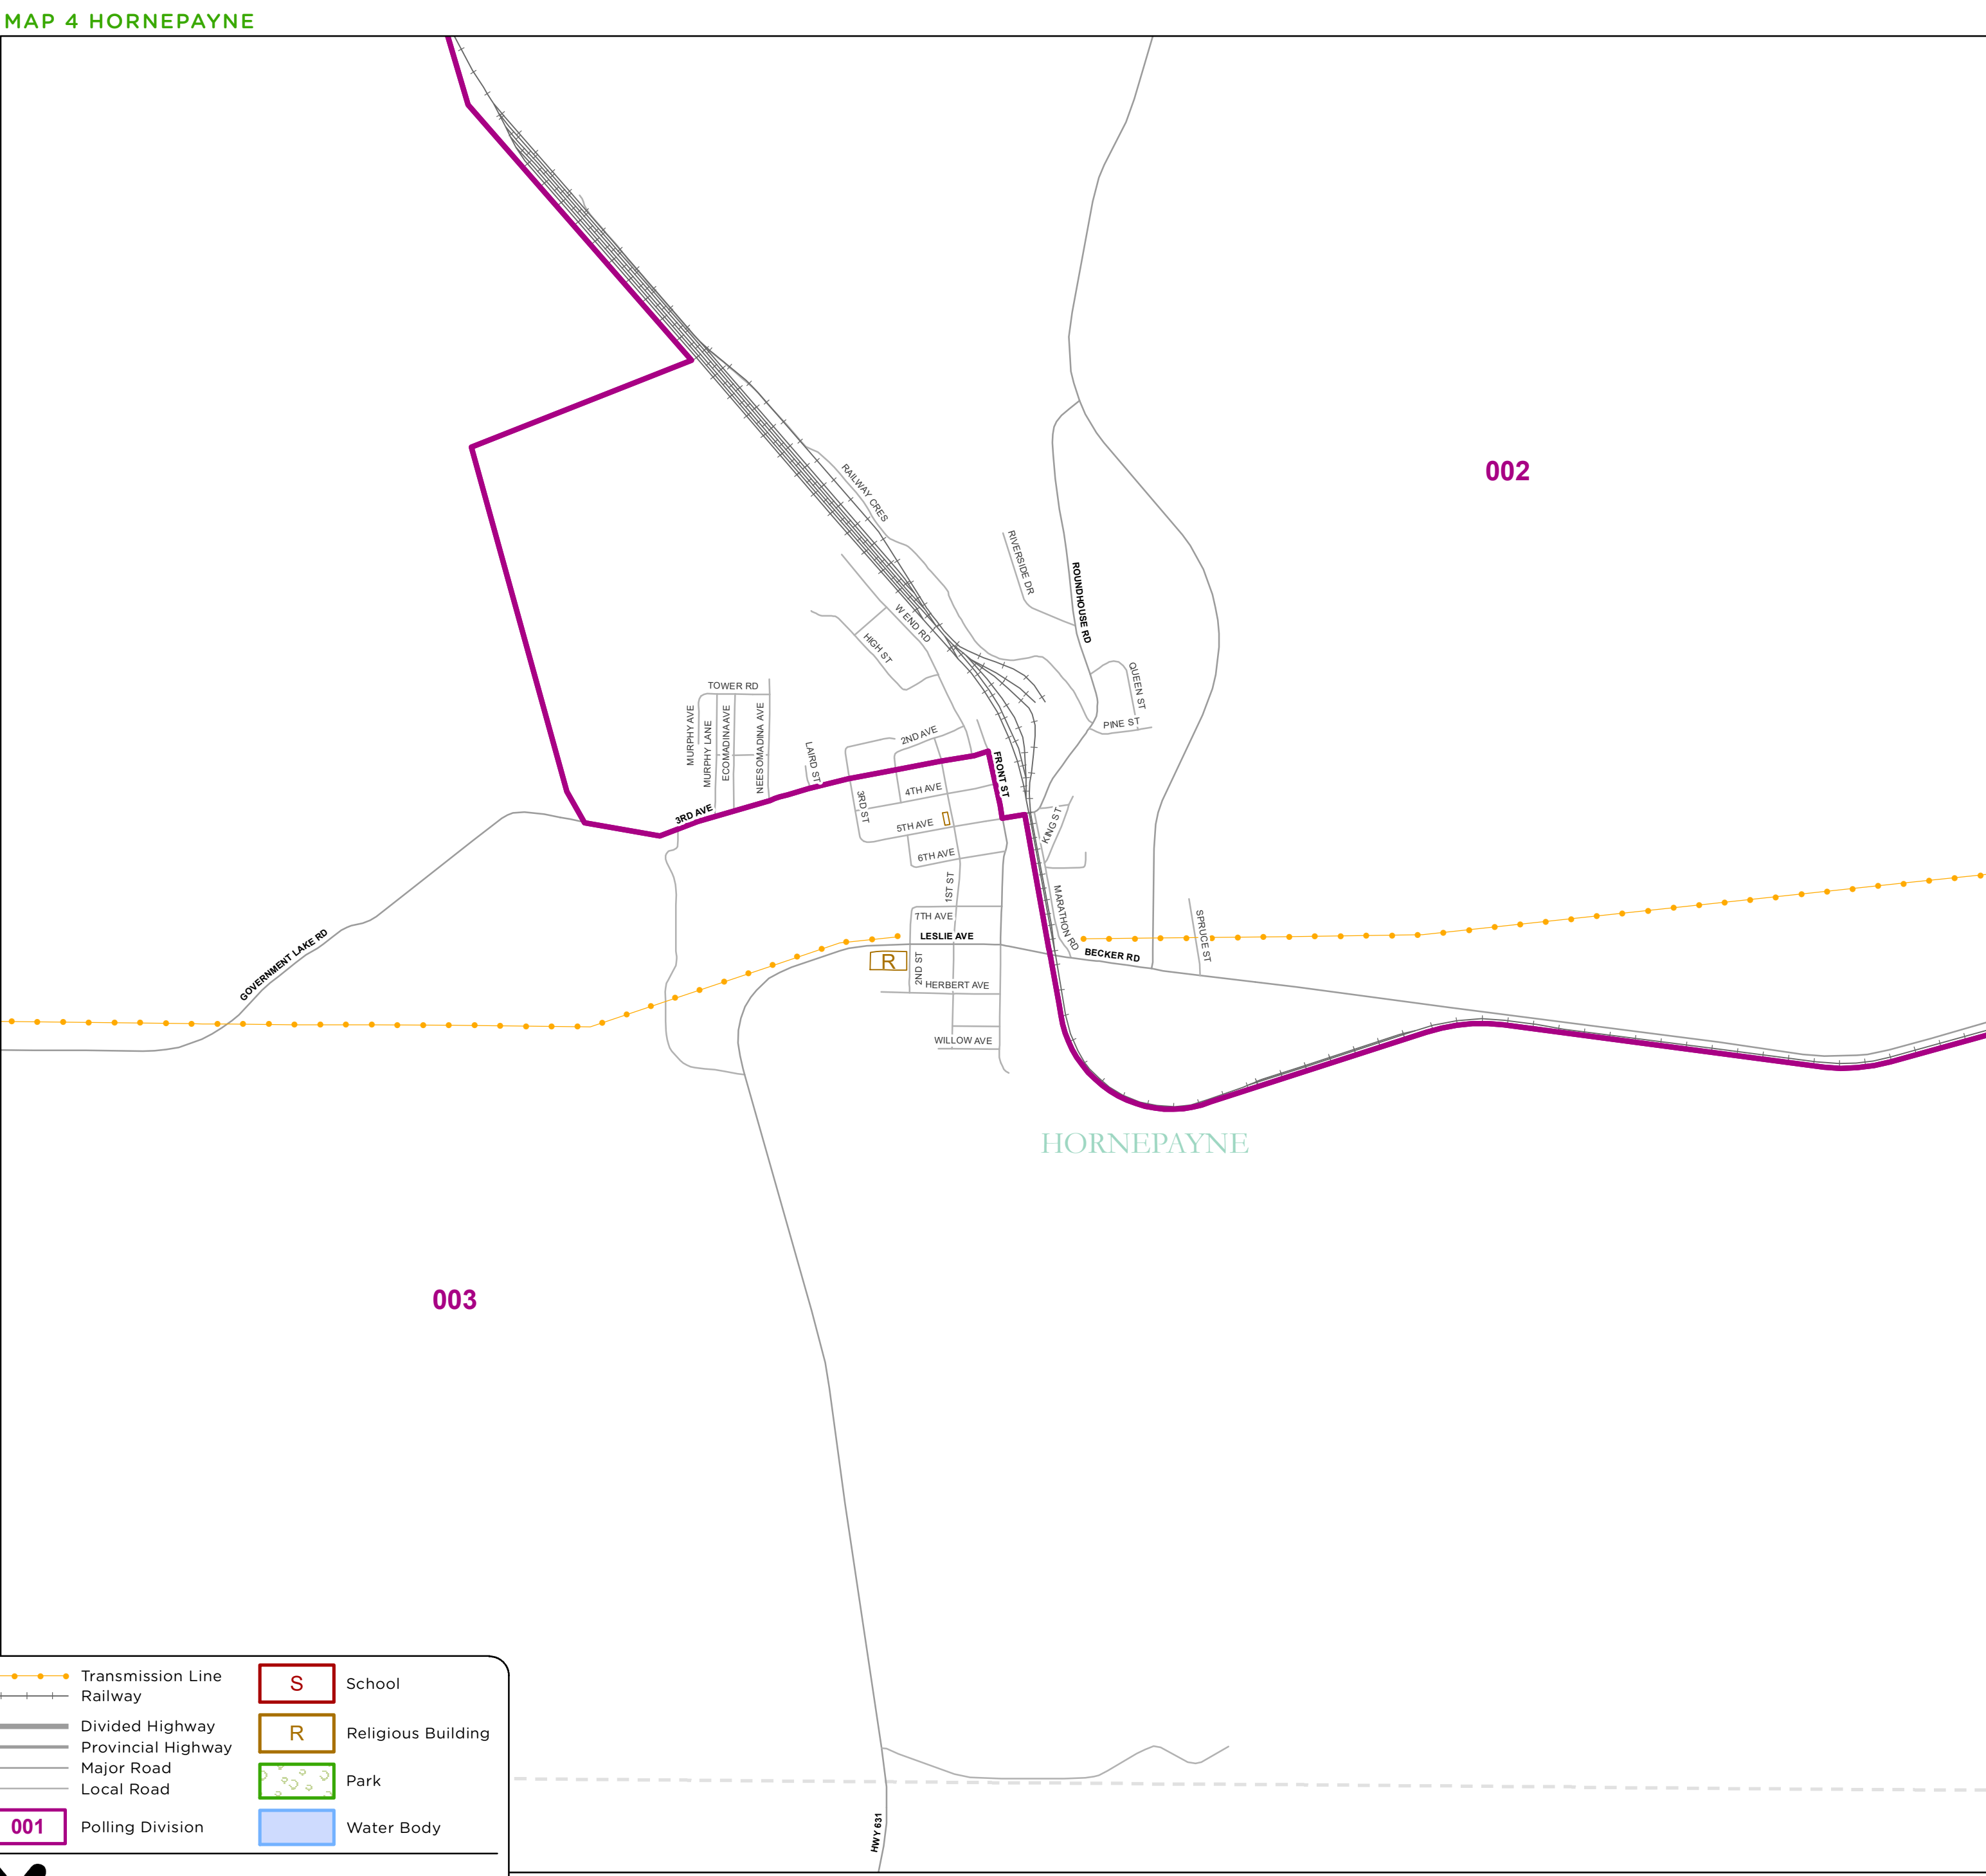 MAP 4 HORNEPAYNE
002
RAILWAY CRES
RIVERSIDE DR
ROUNDHOUSE RD
W END RD
HIGH ST
QUEEN ST
PINE ST
TOWER RD
MURPHY AVE
MURPHY LANE
ECOMADINA AVE
NEESOMADINA AVE
LAIRD ST
2ND AVE
FRONT ST
3RD AVE
3RD ST
4TH AVE
5TH AVE
6TH AVE
KING ST
1ST ST
7TH AVE
MARATHON RD
SPRUCE ST
LESLIE AVE
BECKER RD
R
2ND ST
HERBERT AVE
WILLOW AVE
GOVERNMENT LAKE RD
HORNEPAYNE
003
HWY 631
Transmission Line
Railway
Divided Highway
Provincial Highway
Major Road
Local Road
001
Polling Division
S
School
R
Religious Building
Park
Water Body